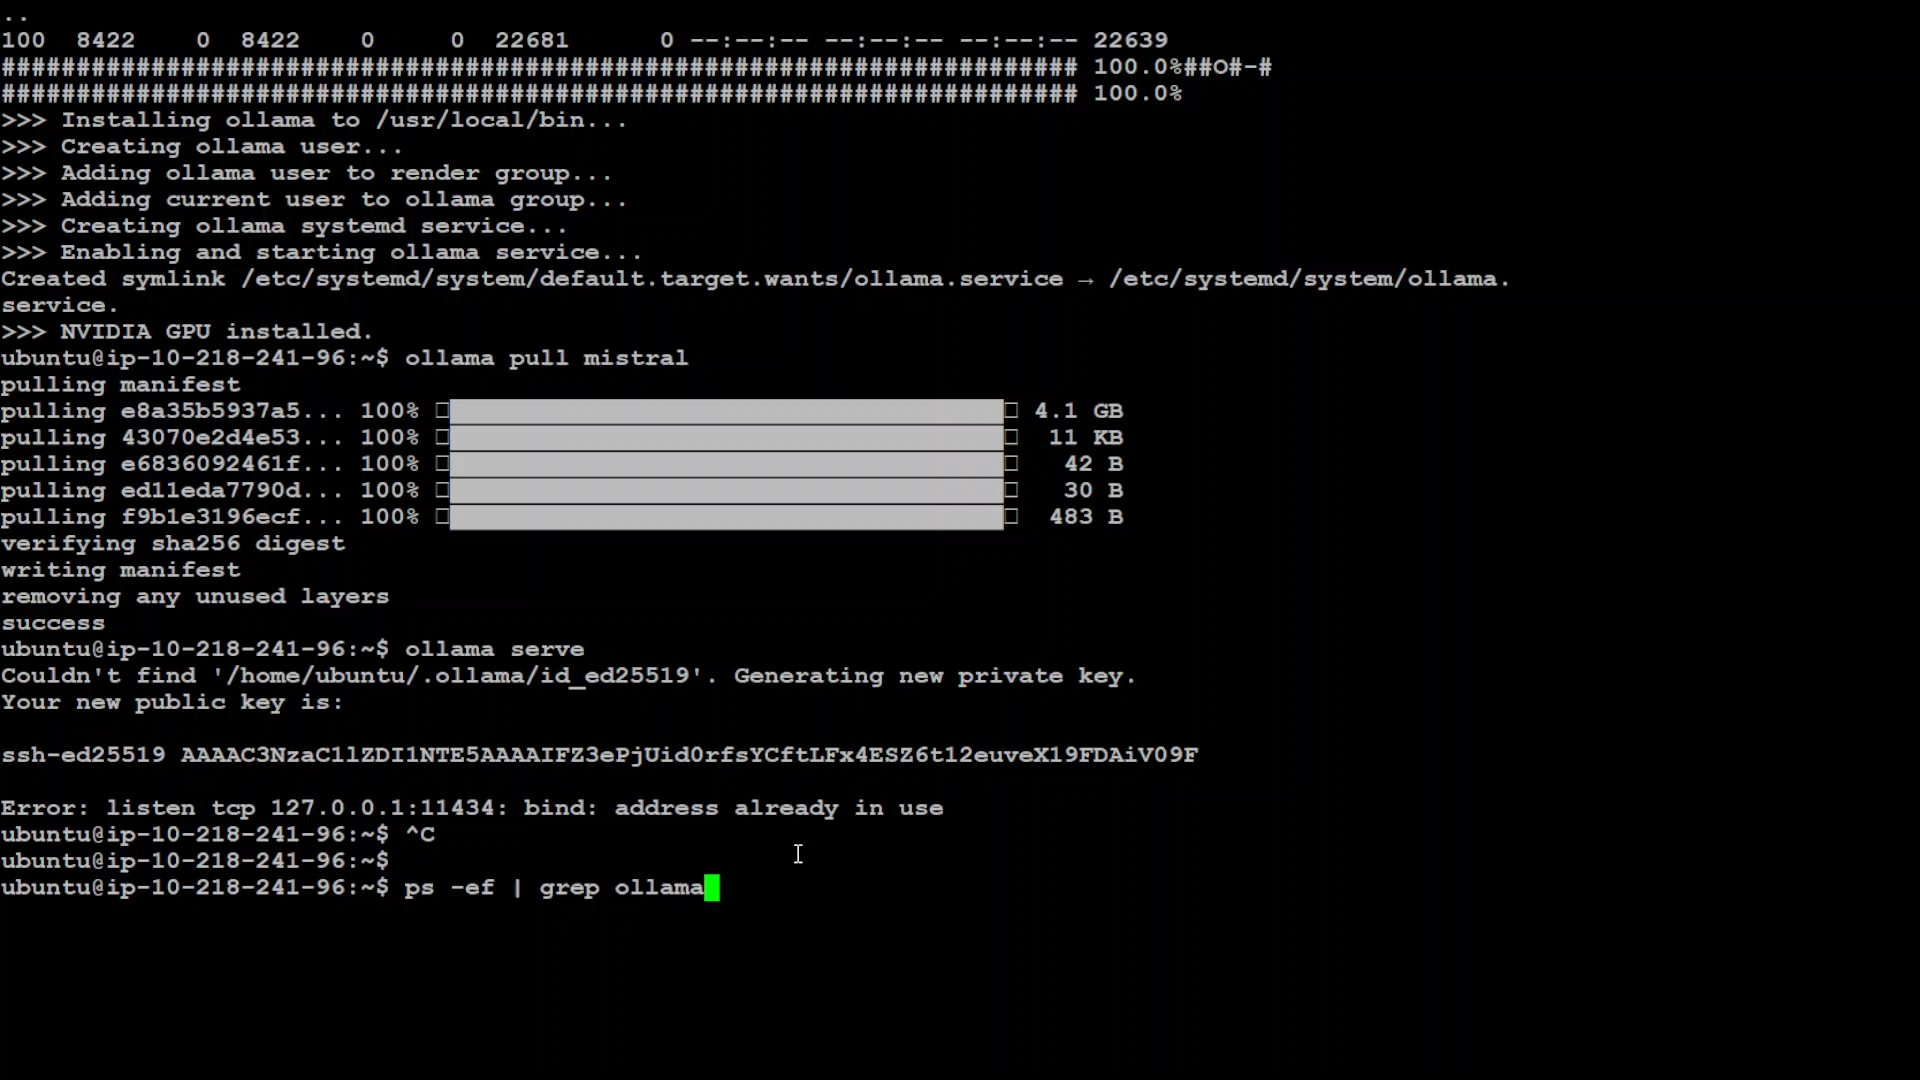 ..
100  8422    0  8422    0     0  22681      0 --:--:-- --:--:-- --:--:-- 22639
######################################################################## 100.0%##O#-#
######################################################################## 100.0%
>>> Installing ollama to /usr/local/bin...
>>> Creating ollama user...
>>> Adding ollama user to render group...
>>> Adding current user to ollama group...
>>> Creating ollama systemd service...
>>> Enabling and starting ollama service...
Created symlink /etc/systemd/system/default.target.wants/ollama.service → /etc/systemd/system/ollama.
service.
>>> NVIDIA GPU installed.
ubuntu@ip-10-218-241-96:~$ ollama pull mistral
pulling manifest
pulling e8a35b5937a5... 100% 4.1 GB
pulling 43070e2d4e53... 100% 11 KB
pulling e6836092461f... 100% 42 B
pulling ed11eda7790d... 100% 30 B
pulling f9b1e3196ecf... 100% 483 B
verifying sha256 digest
writing manifest
removing any unused layers
success
ubuntu@ip-10-218-241-96:~$ ollama serve
Couldn't find '/home/ubuntu/.ollama/id_ed25519'. Generating new private key.
Your new public key is:
ssh-ed25519 AAAAC3NzaC1lZDI1NTE5AAAAIFZ3ePjUid0rfsYCftLFx4ESZ6t12euveX19FDAiV09F
Error: listen tcp 127.0.0.1:11434: bind: address already in use
ubuntu@ip-10-218-241-96:~$ ^C
ubuntu@ip-10-218-241-96:~$
ubuntu@ip-10-218-241-96:~$ ps -ef | grep ollama